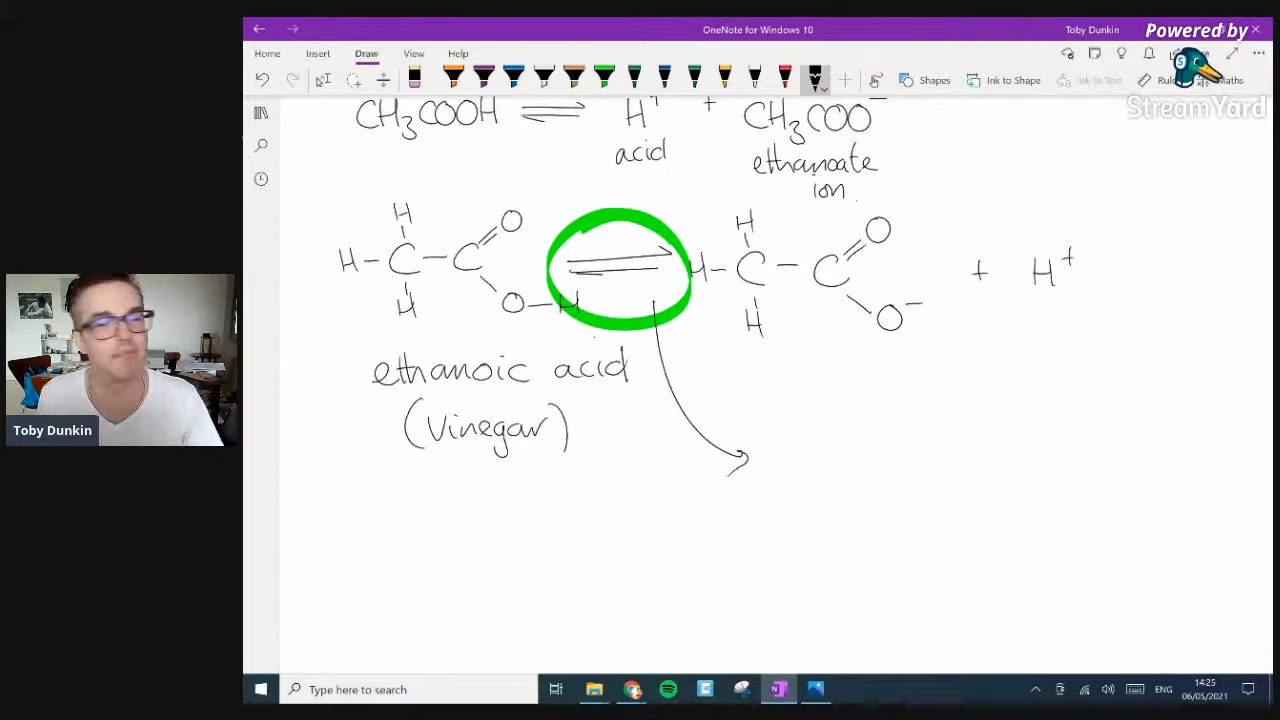 OneNote for Windows 10
Toby Dunkin
Powered by
StreamYard
Home Insert Draw View Help
Shapes Ink to Shape Ink to Text Maths
CH3COOH ⇌ H+ + CH3COO−
acid ethanoate
ion
H H
H – C – C O ⇌ H – C – C O + H+
H O – H H O−
ethanoic acid
(Vinegar)
Toby Dunkin
Type here to search
ENG
14:25
06/05/2021